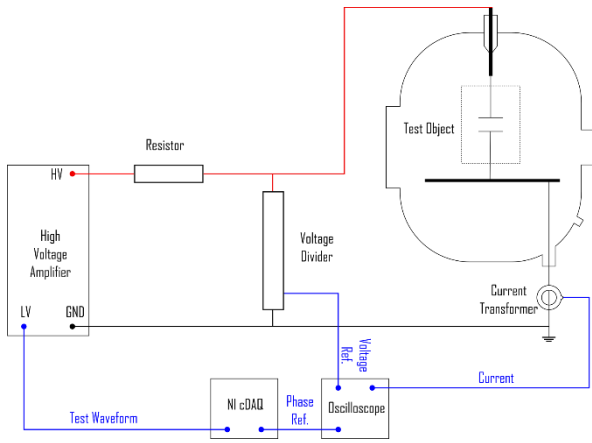 Test Object
Resistor
HV
High
Voltage
Amplifier
Voltage
Divider
LV
GND
Current
Transformer
Voltage
Ref.
NI cDAQ
Phase
Ref.
Oscilloscope
Current
Test Waveform